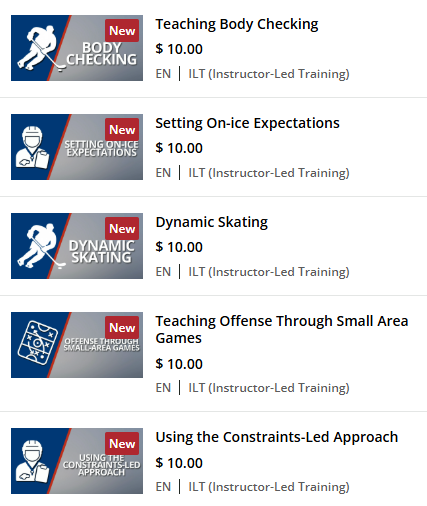 New
BODY
CHECKING
Teaching Body Checking
$ 10.00
EN | ILT (Instructor-Led Training)
New
SETTING ON-ICE
EXPECTATIONS
Setting On-ice Expectations
$ 10.00
EN | ILT (Instructor-Led Training)
New
DYNAMIC
SKATING
Dynamic Skating
$ 10.00
EN | ILT (Instructor-Led Training)
New
OFFENSE THROUGH
SMALL-AREA GAMES
Teaching Offense Through Small Area
Games
$ 10.00
EN | ILT (Instructor-Led Training)
New
USING THE
CONSTRAINTS-LED
APPROACH
Using the Constraints-Led Approach
$ 10.00
EN | ILT (Instructor-Led Training)